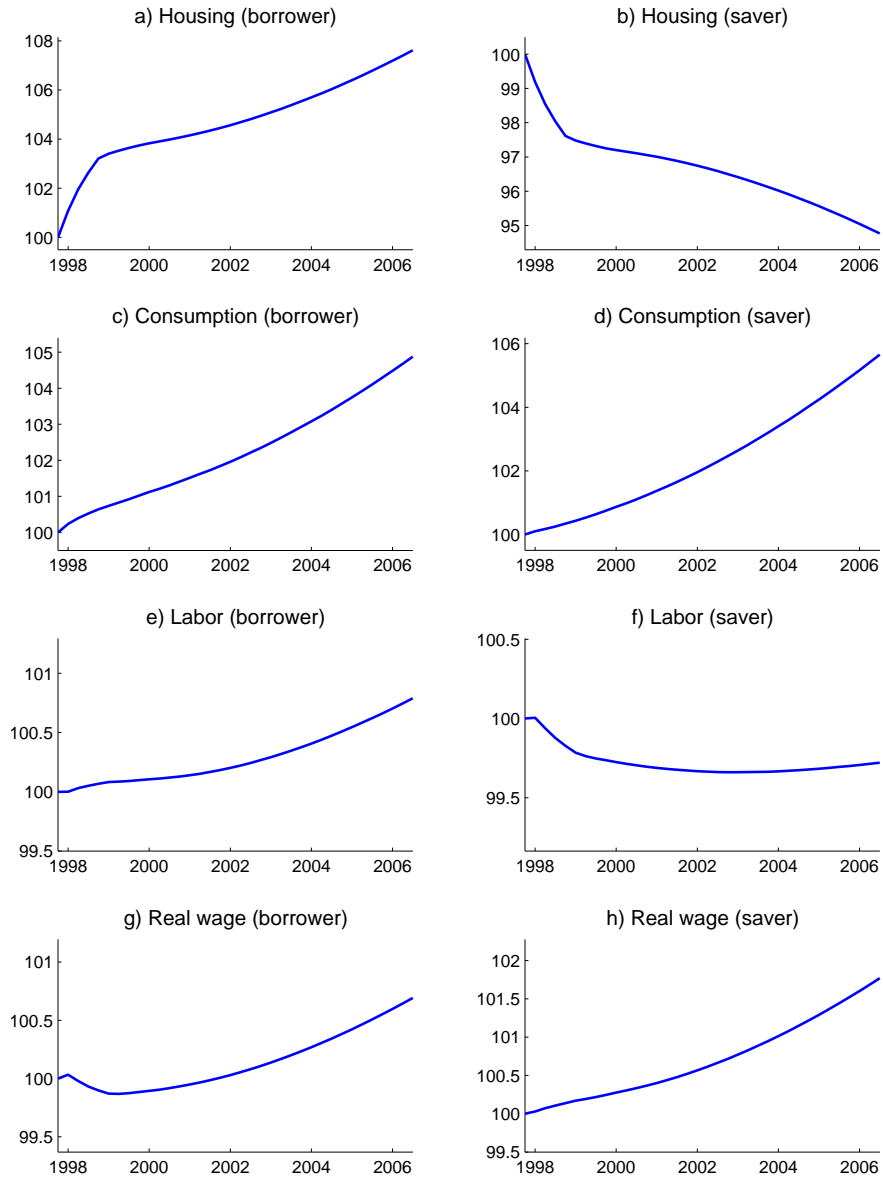 a) Housing (borrower)
108
106
104
102
100
1998 2000 2002 2004 2006
b) Housing (saver)
100
99
98
97
96
95
1998 2000 2002 2004 2006
c) Consumption (borrower)
105
104
103
102
101
100
1998 2000 2002 2004 2006
d) Consumption (saver)
106
104
102
100
1998 2000 2002 2004 2006
e) Labor (borrower)
101
100.5
100
99.5
1998 2000 2002 2004 2006
f) Labor (saver)
100.5
100
99.5
1998 2000 2002 2004 2006
g) Real wage (borrower)
101
100.5
100
99.5
1998 2000 2002 2004 2006
h) Real wage (saver)
102
101.5
101
100.5
100
99.5
1998 2000 2002 2004 2006